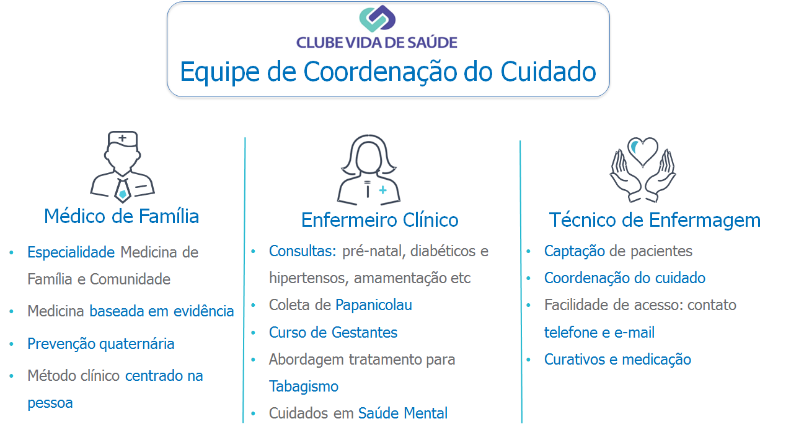 CLUBE VIDA DE SAÚDE
Equipe de Coordenação do Cuidado
Médico de Família
• Especialidade Medicina de
Família e Comunidade
• Medicina baseada em evidência
• Prevenção quaternária
• Método clínico centrado na
pessoa
Enfermeiro Clínico
• Consultas: pré-natal, diabéticos e
hipertensos, amamentação etc
• Coleta de Papanicolau
• Curso de Gestantes
• Abordagem tratamento para
Tabagismo
• Cuidados em Saúde Mental
Técnico de Enfermagem
• Captação de pacientes
• Coordenação do cuidado
• Facilidade de acesso: contato
telefone e e-mail
• Curativos e medicação